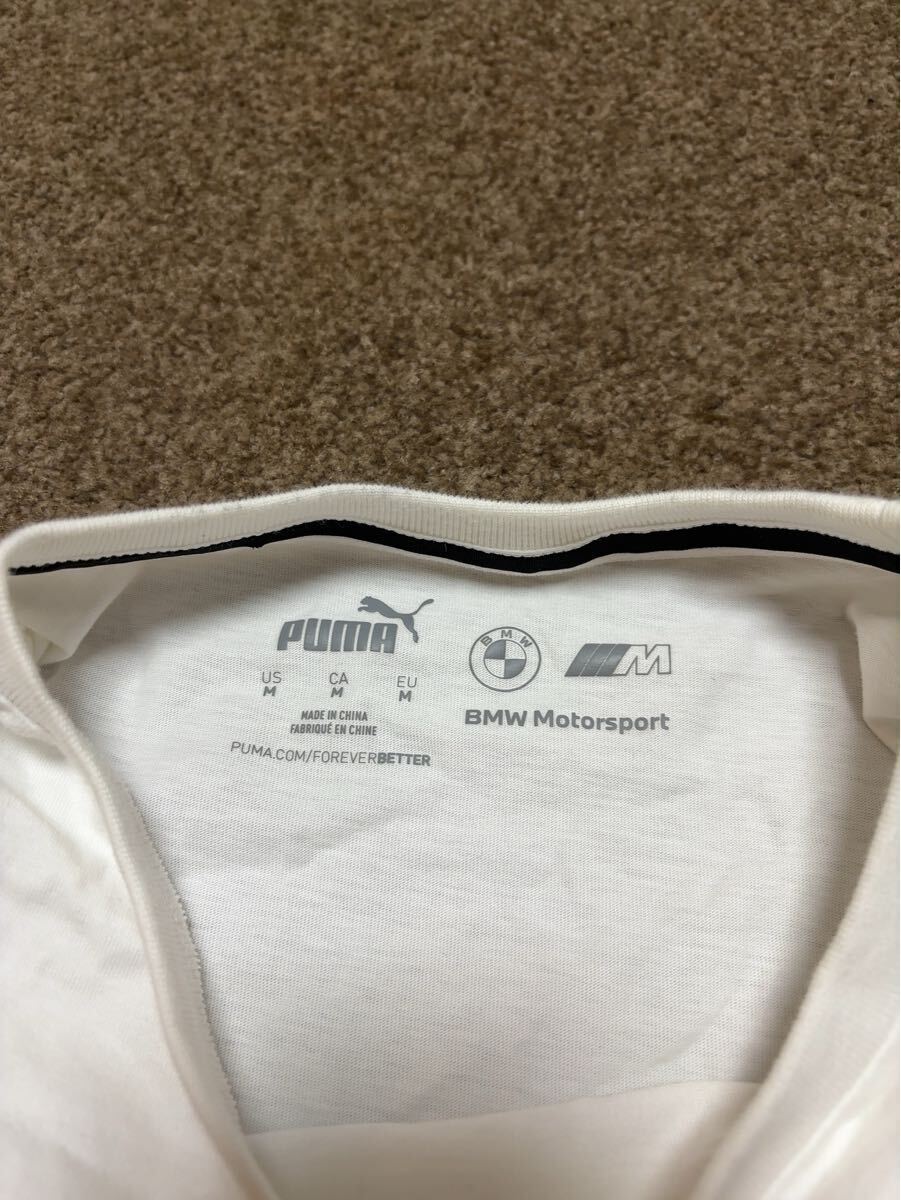 PUMA
US CA EU
M M M
MADE IN CHINA
FABRIQUÉ EN CHINE
PUMA.COM/FOREVERBETTER
BMW
M
BMW Motorsport